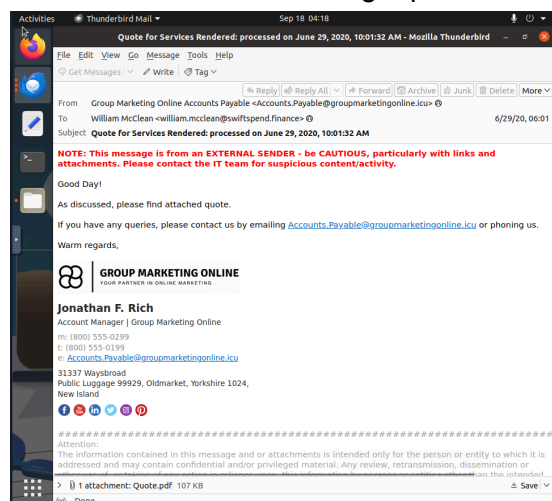 Activities Thunderbird Mail Sep 18 04:18
Quote for Services Rendered: processed on June 29, 2020, 10:01:32 AM - Mozilla Thunderbird
File Edit View Go Message Tools Help
Get Messages Write Tag
Reply Reply All Forward Archive Junk Delete More
From Group Marketing Online Accounts Payable <Accounts.Payable@groupmarketingonline.icu>
To William McClean <william.mcclean@swiftspend.finance> 6/29/20, 06:01
Subject Quote for Services Rendered: processed on June 29, 2020, 10:01:32 AM
NOTE: This message is from an EXTERNAL SENDER - be CAUTIOUS, particularly with links and
attachments. Please contact the IT team for suspicious content/activity.
Good Day!
As discussed, please find attached quote.
If you have any queries, please contact us by emailing Accounts.Payable@groupmarketingonline.icu or phoning us.
Warm regards,
GROUP MARKETING ONLINE
YOUR PARTNER IN ONLINE MARKETING
Jonathan F. Rich
Account Manager | Group Marketing Online
m: (800) 555-0299
t: (800) 555-0199
e: Accounts.Payable@groupmarketingonline.icu
31337 Waysbroad
Public Luggage 99929, Oldmarket, Yorkshire 1024,
New Island
################################################################
Attention:
The information contained in this message and or attachments is intended only for the person or entity to which it is
addressed and may contain confidential and/or privileged material. Any review, retransmission, dissemination or
1 attachment: Quote.pdf 107 KB Save
Done